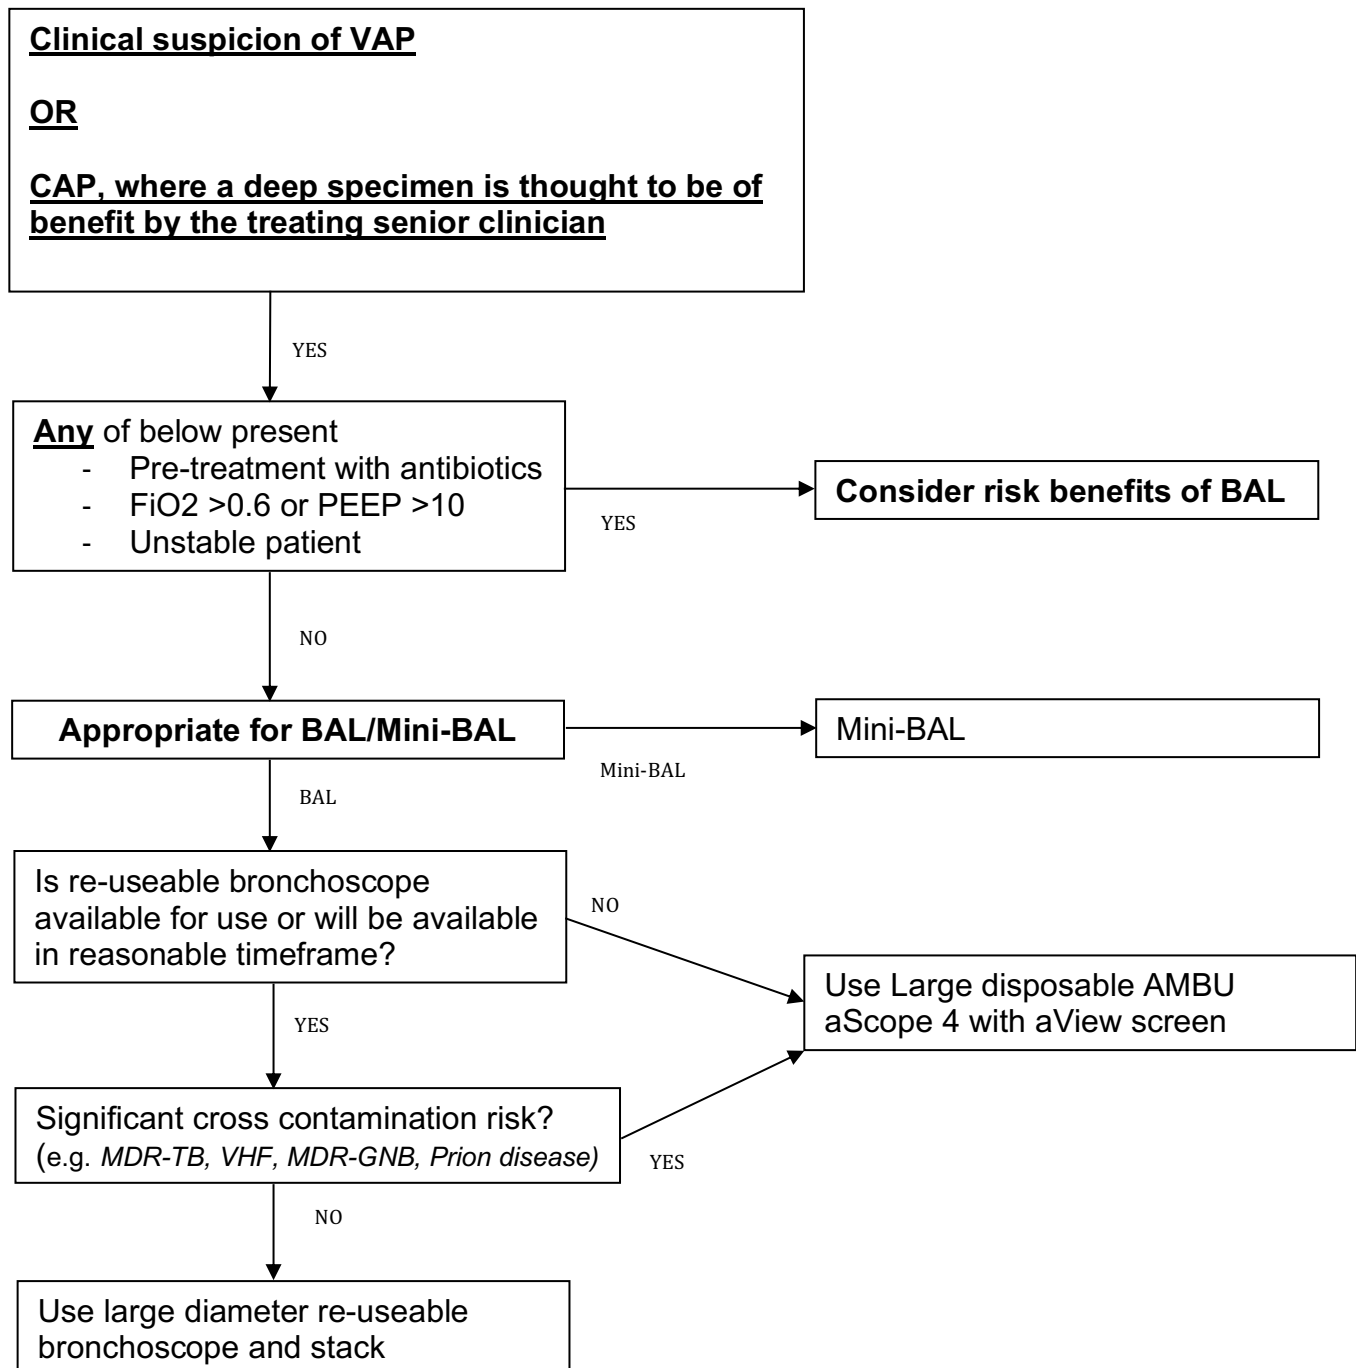 Clinical suspicion of VAP
OR
CAP, where a deep specimen is thought to be of
benefit by the treating senior clinician
YES
Any of below present
- Pre-treatment with antibiotics
- FiO2 >0.6 or PEEP >10
- Unstable patient
YES
Consider risk benefits of BAL
NO
Appropriate for BAL/Mini-BAL
Mini-BAL
Mini-BAL
BAL
Is re-useable bronchoscope
available for use or will be available
in reasonable timeframe?
NO
Use Large disposable AMBU
aScope 4 with aView screen
YES
Significant cross contamination risk?
(e.g. MDR-TB, VHF, MDR-GNB, Prion disease)
YES
NO
Use large diameter re-useable
bronchoscope and stack